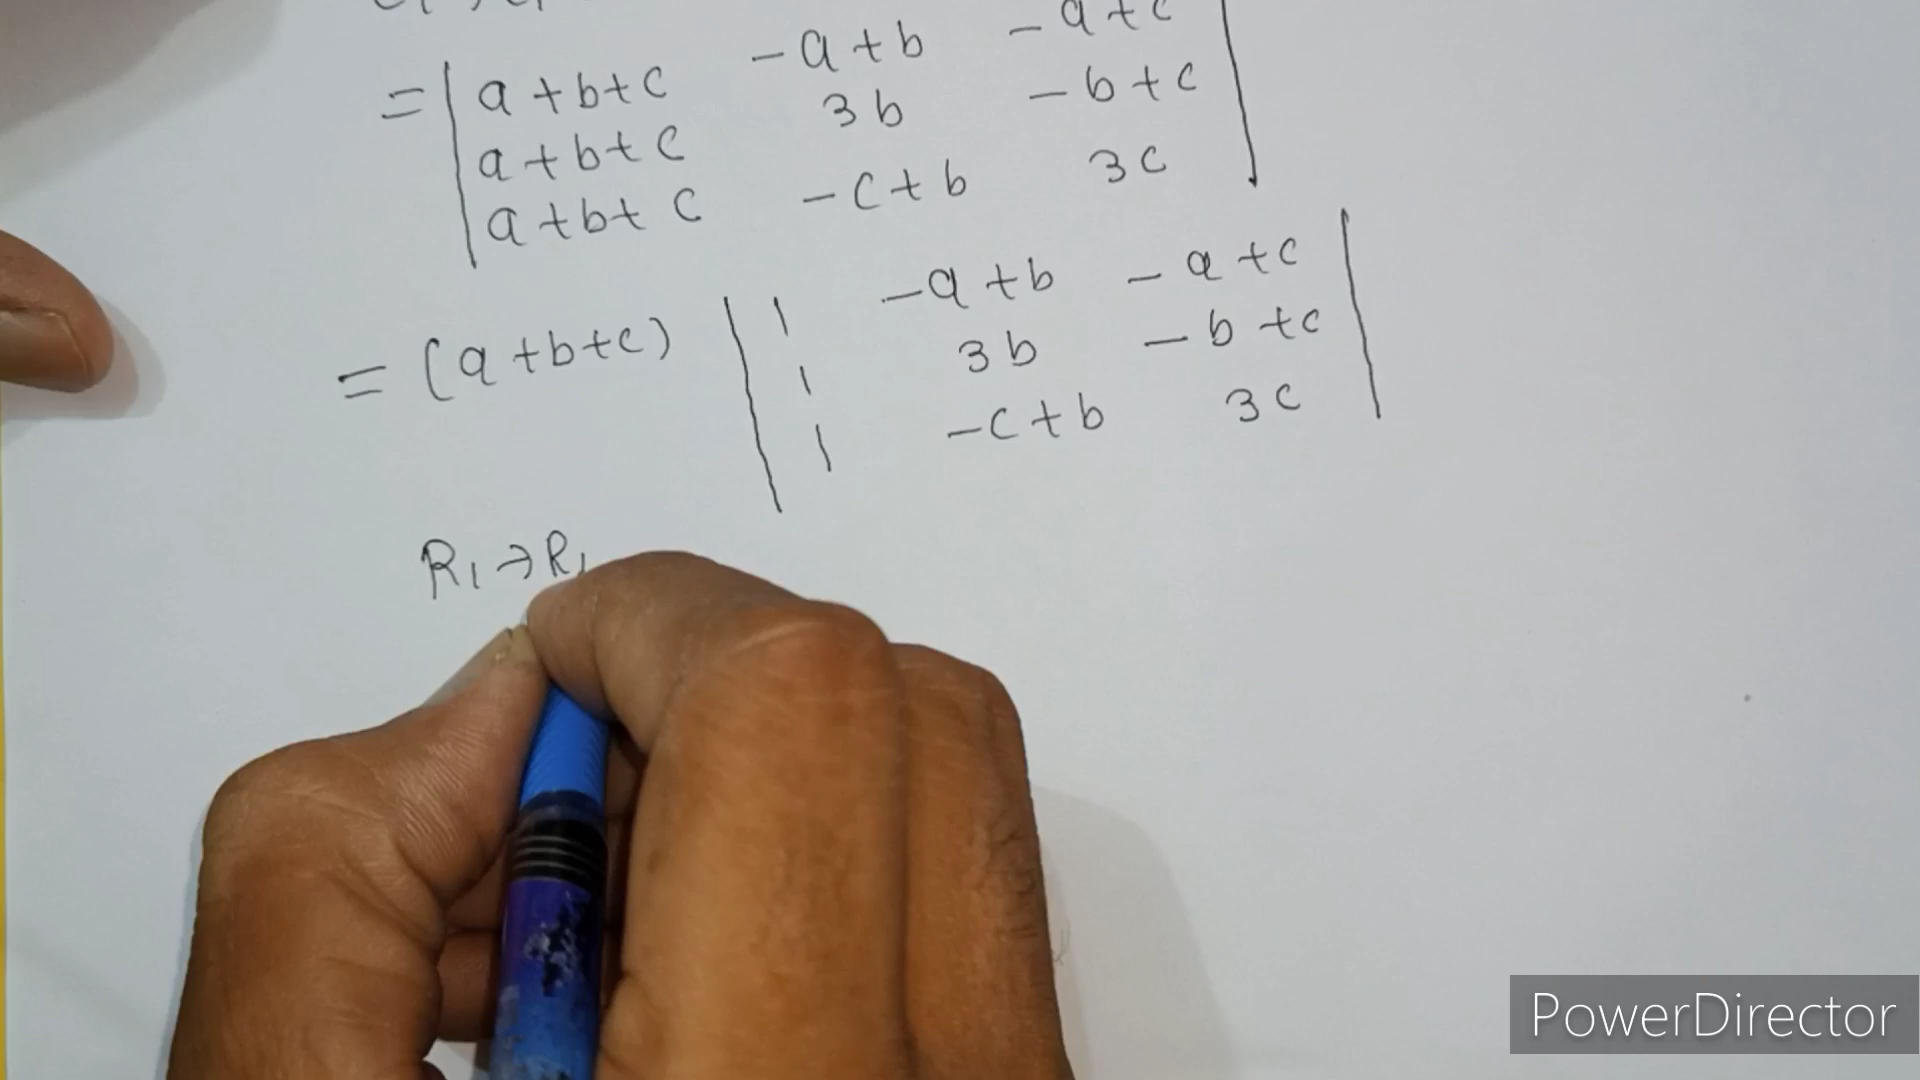 = | a+b+c -a+b -a+c |
| a+b+c 3b -b+c |
| a+b+c -c+b 3c |
= (a+b+c) | 1 -a+b -a+c |
| 1 3b -b+c |
| 1 -c+b 3c |
R₁→R₁
PowerDirector